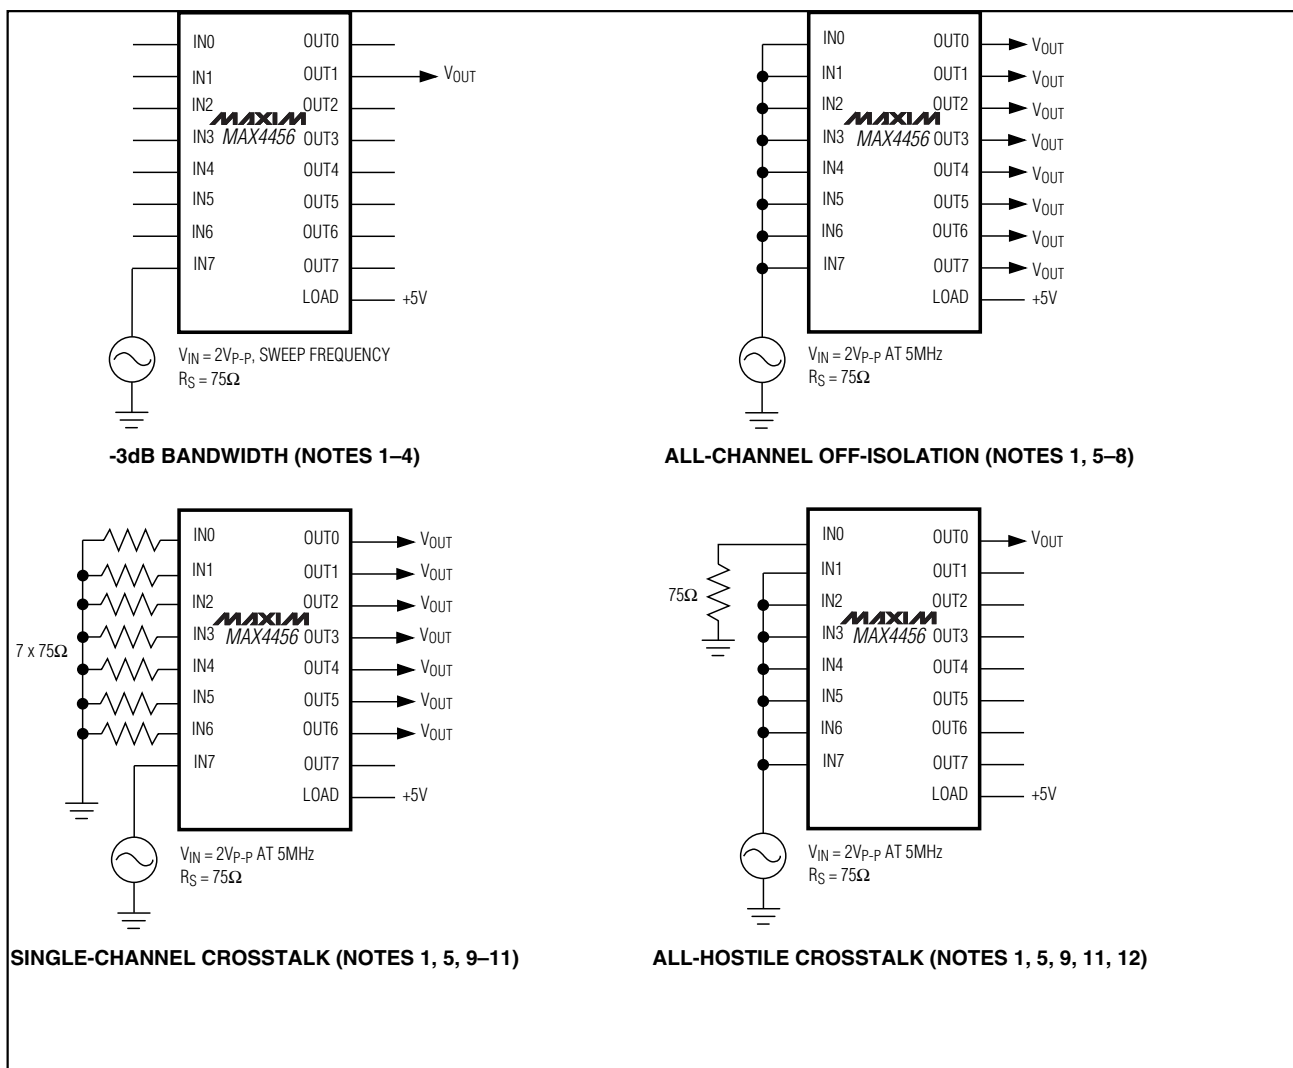 IN0 OUT0
IN1 OUT1 VOUT
IN2 OUT2
MAXIM
IN3 MAX4456 OUT3
IN4 OUT4
IN5 OUT5
IN6 OUT6
IN7 OUT7
LOAD +5V
VIN = 2VP-P, SWEEP FREQUENCY
RS = 75Ω
-3dB BANDWIDTH (NOTES 1–4)
IN0 OUT0 VOUT
IN1 OUT1 VOUT
IN2 OUT2 VOUT
MAXIM
IN3 MAX4456 OUT3 VOUT
IN4 OUT4 VOUT
IN5 OUT5 VOUT
IN6 OUT6 VOUT
IN7 OUT7 VOUT
LOAD +5V
VIN = 2VP-P AT 5MHz
RS = 75Ω
ALL-CHANNEL OFF-ISOLATION (NOTES 1, 5–8)
IN0 OUT0 VOUT
IN1 OUT1 VOUT
IN2 OUT2 VOUT
MAXIM
IN3 MAX4456 OUT3 VOUT
7 x 75Ω
IN4 OUT4 VOUT
IN5 OUT5 VOUT
IN6 OUT6 VOUT
IN7 OUT7
LOAD +5V
VIN = 2VP-P AT 5MHz
RS = 75Ω
SINGLE-CHANNEL CROSSTALK (NOTES 1, 5, 9–11)
IN0 OUT0 VOUT
IN1 OUT1
75Ω
IN2 OUT2
MAXIM
IN3 MAX4456 OUT3
IN4 OUT4
IN5 OUT5
IN6 OUT6
IN7 OUT7
LOAD +5V
VIN = 2VP-P AT 5MHz
RS = 75Ω
ALL-HOSTILE CROSSTALK (NOTES 1, 5, 9, 11, 12)